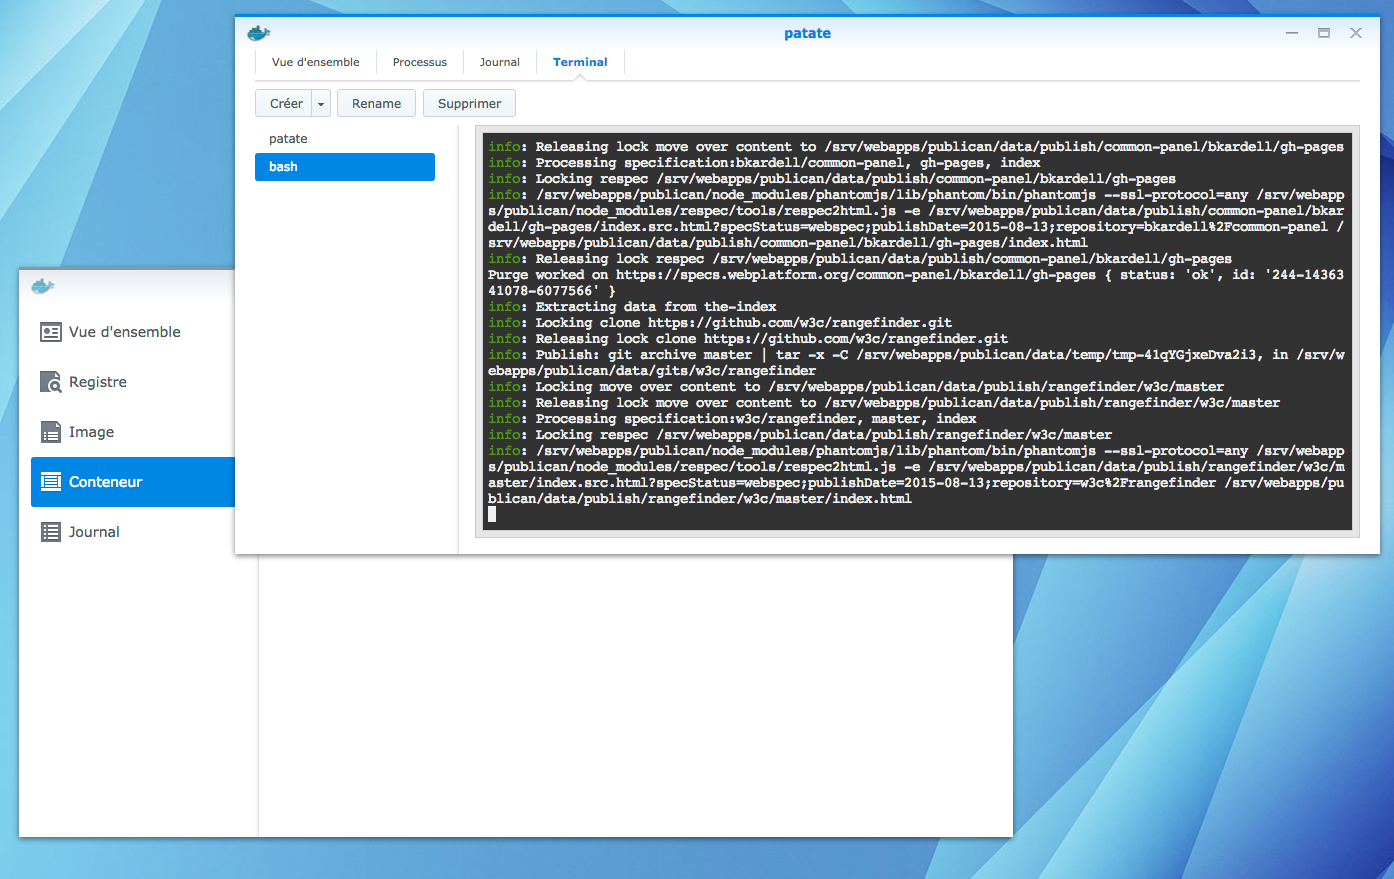 patate
Vue d'ensemble
Processus
Journal
Terminal
Créer
Rename
Supprimer
patate
bash
info: Releasing lock move over content to /srv/webapps/publican/data/publish/common-panel/bkardell/gh-pages
info: Processing specification:bkardell/common-panel, gh-pages, index
info: Locking respec /srv/webapps/publican/data/publish/common-panel/bkardell/gh-pages
info: /srv/webapps/publican/node_modules/phantomjs/lib/phantom/bin/phantomjs --ssl-protocol=any /srv/webapp
s/publican/node_modules/respec/tools/respec2html.js -e /srv/webapps/publican/data/publish/common-panel/bkar
dell/gh-pages/index.src.html?specStatus=webspec;publishDate=2015-08-13;repository=bkardell%2Fcommon-panel /
srv/webapps/publican/data/publish/common-panel/bkardell/gh-pages/index.html
info: Releasing lock respec /srv/webapps/publican/data/publish/common-panel/bkardell/gh-pages
Purge worked on https://specs.webplatform.org/common-panel/bkardell/gh-pages { status: 'ok', id: '244-14363
41078-6077566' }
info: Extracting data from the-index
info: Locking clone https://github.com/w3c/rangefinder.git
info: Releasing lock clone https://github.com/w3c/rangefinder.git
info: Publish: git archive master | tar -x -C /srv/webapps/publican/data/temp/tmp-41qYGjxeDva2i3, in /srv/w
ebapps/publican/data/gits/w3c/rangefinder
info: Locking move over content to /srv/webapps/publican/data/publish/rangefinder/w3c/master
info: Releasing lock move over content to /srv/webapps/publican/data/publish/rangefinder/w3c/master
info: Processing specification:w3c/rangefinder, master, index
info: Locking respec /srv/webapps/publican/data/publish/rangefinder/w3c/master
info: /srv/webapps/publican/node_modules/phantomjs/lib/phantom/bin/phantomjs --ssl-protocol=any /srv/webapp
s/publican/node_modules/respec/tools/respec2html.js -e /srv/webapps/publican/data/publish/rangefinder/w3c/m
aster/index.src.html?specStatus=webspec;publishDate=2015-08-13;repository=w3c%2Frangefinder /srv/webapps/pu
blican/data/publish/rangefinder/w3c/master/index.html
Vue d'ensemble
Registre
Image
Conteneur
Journal